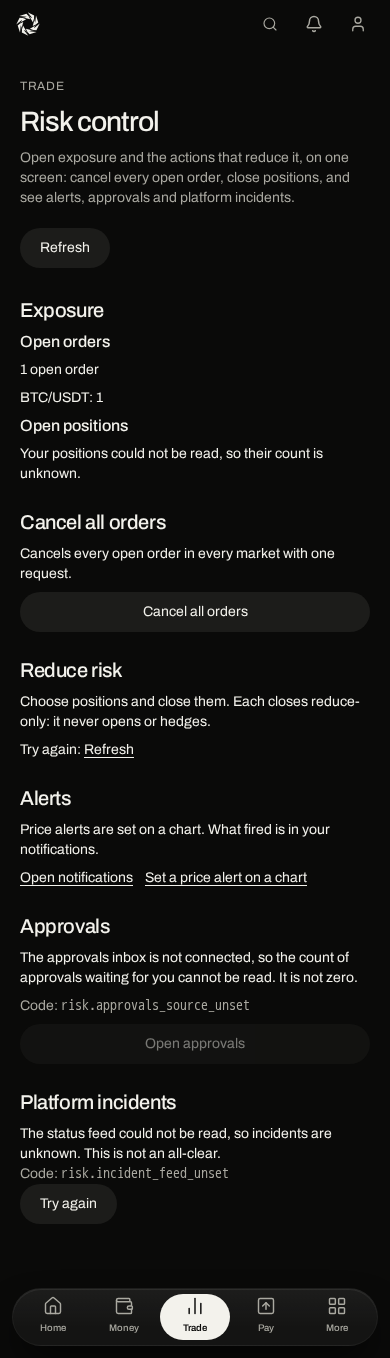 TRADE
Risk control
Open exposure and the actions that reduce it, on one
screen: cancel every open order, close positions, and
see alerts, approvals and platform incidents.
Refresh
Exposure
Open orders
1 open order
BTC/USDT: 1
Open positions
Your positions could not be read, so their count is
unknown.
Cancel all orders
Cancels every open order in every market with one
request.
Cancel all orders
Reduce risk
Choose positions and close them. Each closes reduce-
only: it never opens or hedges.
Try again: Refresh
Alerts
Price alerts are set on a chart. What fired is in your
notifications.
Open notifications Set a price alert on a chart
Approvals
The approvals inbox is not connected, so the count of
approvals waiting for you cannot be read. It is not zero.
Code: risk.approvals_source_unset
Open approvals
Platform incidents
The status feed could not be read, so incidents are
unknown. This is not an all-clear.
Code: risk.incident_feed_unset
Try again
Home Money Trade Pay More